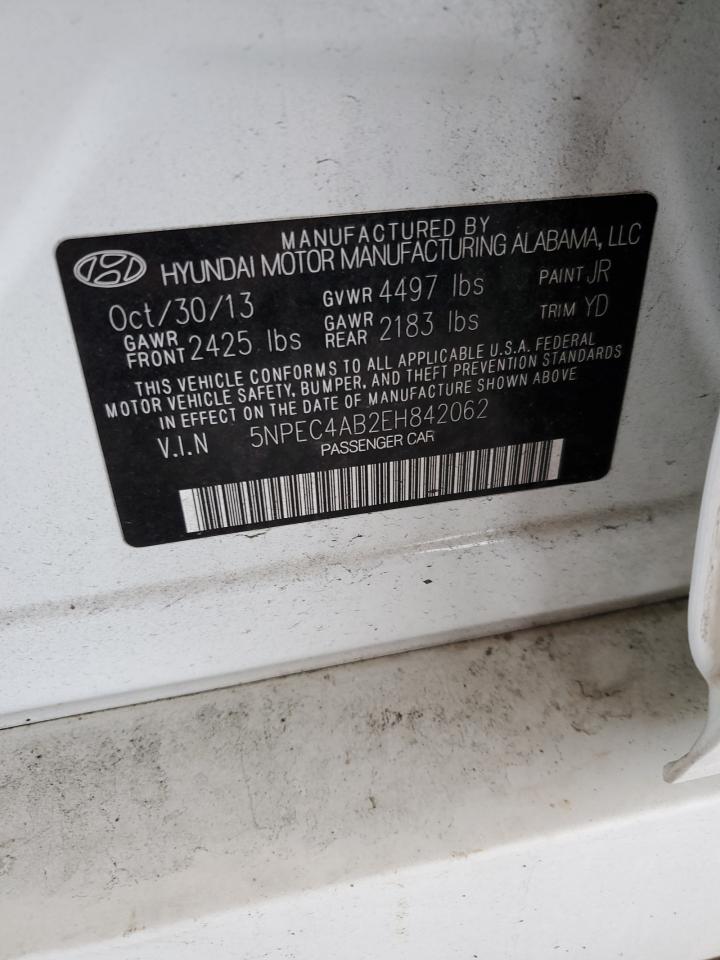 MANUFACTURED BY
HYUNDAI MOTOR MANUFACTURING ALABAMA, LLC
Oct/30/13 GVWR 4497 lbs PAINT JR
GAWR FRONT 2425 lbs GAWR REAR 2183 lbs TRIM YD
THIS VEHICLE CONFORMS TO ALL APPLICABLE U.S.A. FEDERAL
MOTOR VEHICLE SAFETY, BUMPER, AND THEFT PREVENTION STANDARDS
IN EFFECT ON THE DATE OF MANUFACTURE SHOWN ABOVE
V.I.N 5NPEC4AB2EH842062
PASSENGER CAR